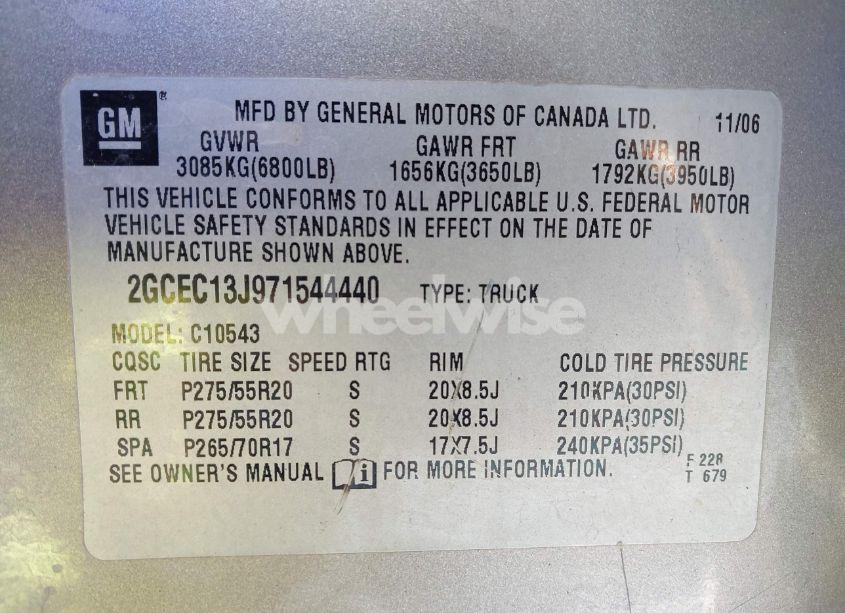 GM ® MFD BY GENERAL MOTORS OF CANADA LTD. 11/06
GVWR GAWR FRT GAWR RR
3085KG(6800LB) 1656KG(3650LB) 1792KG(3950LB)
THIS VEHICLE CONFORMS TO ALL APPLICABLE U.S. FEDERAL MOTOR
VEHICLE SAFETY STANDARDS IN EFFECT ON THE DATE OF
MANUFACTURE SHOWN ABOVE.
2GCEC13J971544440 TYPE: TRUCK
wheelwise
MODEL: C10543
CQSC TIRE SIZE SPEED RTG RIM COLD TIRE PRESSURE
FRT P275/55R20 S 20X8.5J 210KPA(30PSI)
RR P275/55R20 S 20X8.5J 210KPA(30PSI)
SPA P265/70R17 S 17X7.5J 240KPA(35PSI)
SEE OWNER'S MANUAL i FOR MORE INFORMATION.
F 228
T 679